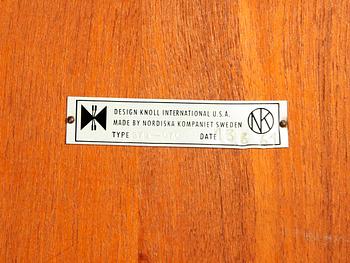 DESIGN KNOLL INTERNATIONAL U.S.A.
MADE BY NORDISKA KOMPANIET SWEDEN
TYPE DATE
NK